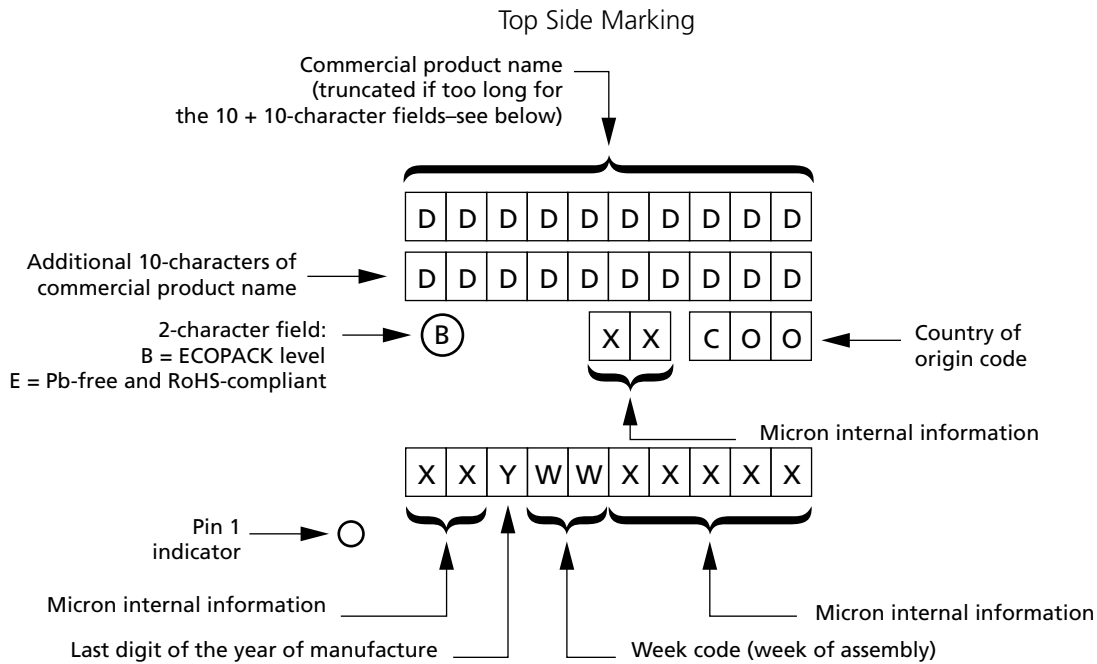 Top Side Marking
Commercial product name
(truncated if too long for
the 10 + 10-character fields–see below)
D D D D D D D D D D
Additional 10-characters of
commercial product name
D D D D D D D D D D
2-character field:
B = ECOPACK level
E = Pb-free and RoHS-compliant
B
X X C O O
Country of
origin code
Micron internal information
X X Y W W X X X X X
Pin 1
indicator
Micron internal information
Micron internal information
Last digit of the year of manufacture
Week code (week of assembly)